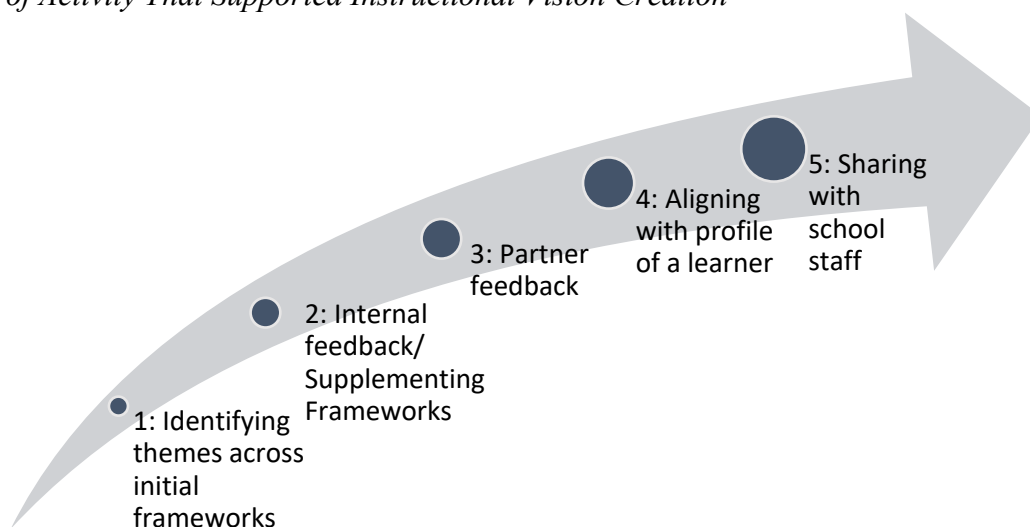 of Activity That Supported Instructional Vision Creation
1: Identifying
themes across
initial
frameworks
2: Internal
feedback/
Supplementing
Frameworks
3: Partner
feedback
4: Aligning
with profile
of a learner
5: Sharing
with
school
staff